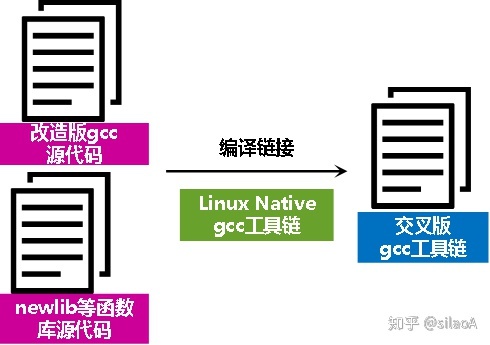 改造版gcc
源代码
编译链接
Linux Native
gcc工具链
交叉版
gcc工具链
newlib等函数
库源代码
知乎 @silaoA